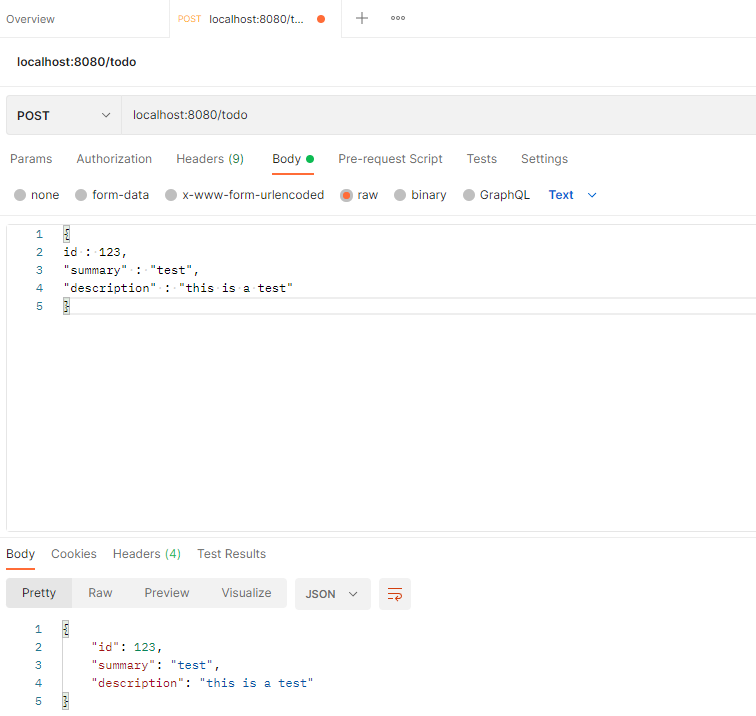 Overview POST localhost:8080/t...
localhost:8080/todo
POST localhost:8080/todo
Params Authorization Headers (9) Body Pre-request Script Tests Settings
none form-data x-www-form-urlencoded raw binary GraphQL Text
1 {
2 id : 123,
3 "summary" : "test",
4 "description" : "this is a test"
5 }
Body Cookies Headers (4) Test Results
Pretty Raw Preview Visualize JSON
1 {
2 "id": 123,
3 "summary": "test",
4 "description": "this is a test"
5 }